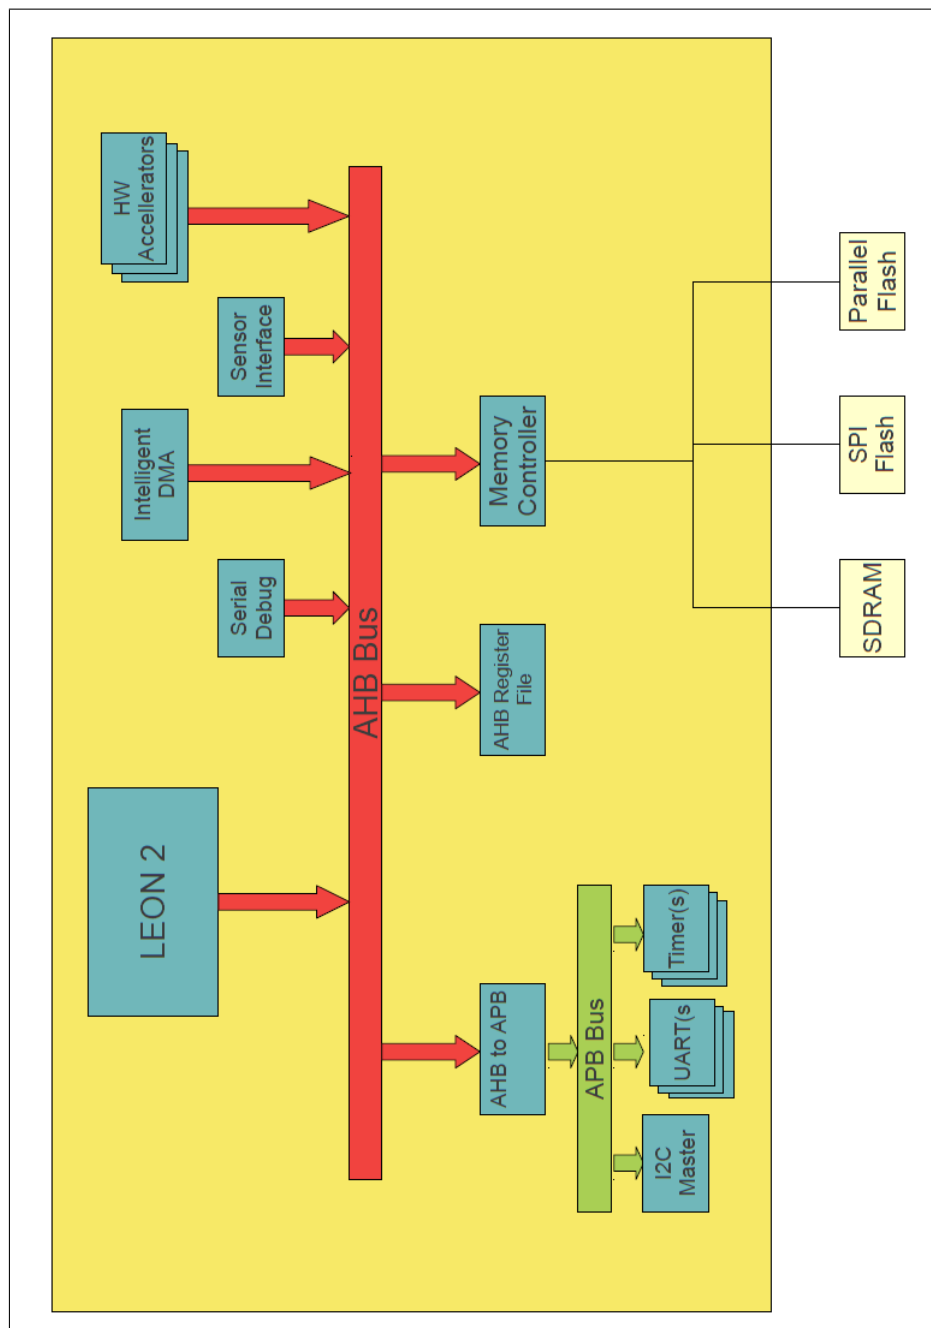 LEON 2
Serial
Debug
Intelligent
DMA
Sensor
Interface
HW
Accellerators
AHB Bus
AHB to APB
AHB Register
File
Memory
Controller
APB Bus
I2C
Master
UART(s
Timer(s)
SDRAM
SPI
Flash
Parallel
Flash